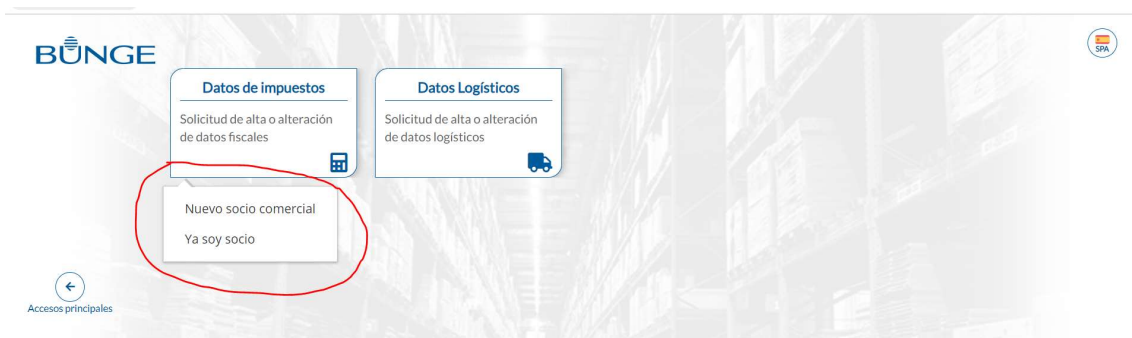 BŪNGE
SPA
Datos de impuestos
Solicitud de alta o alteración
de datos fiscales
Datos Logísticos
Solicitud de alta o alteración
de datos logísticos
Nuevo socio comercial
Ya soy socio
Accesos principales